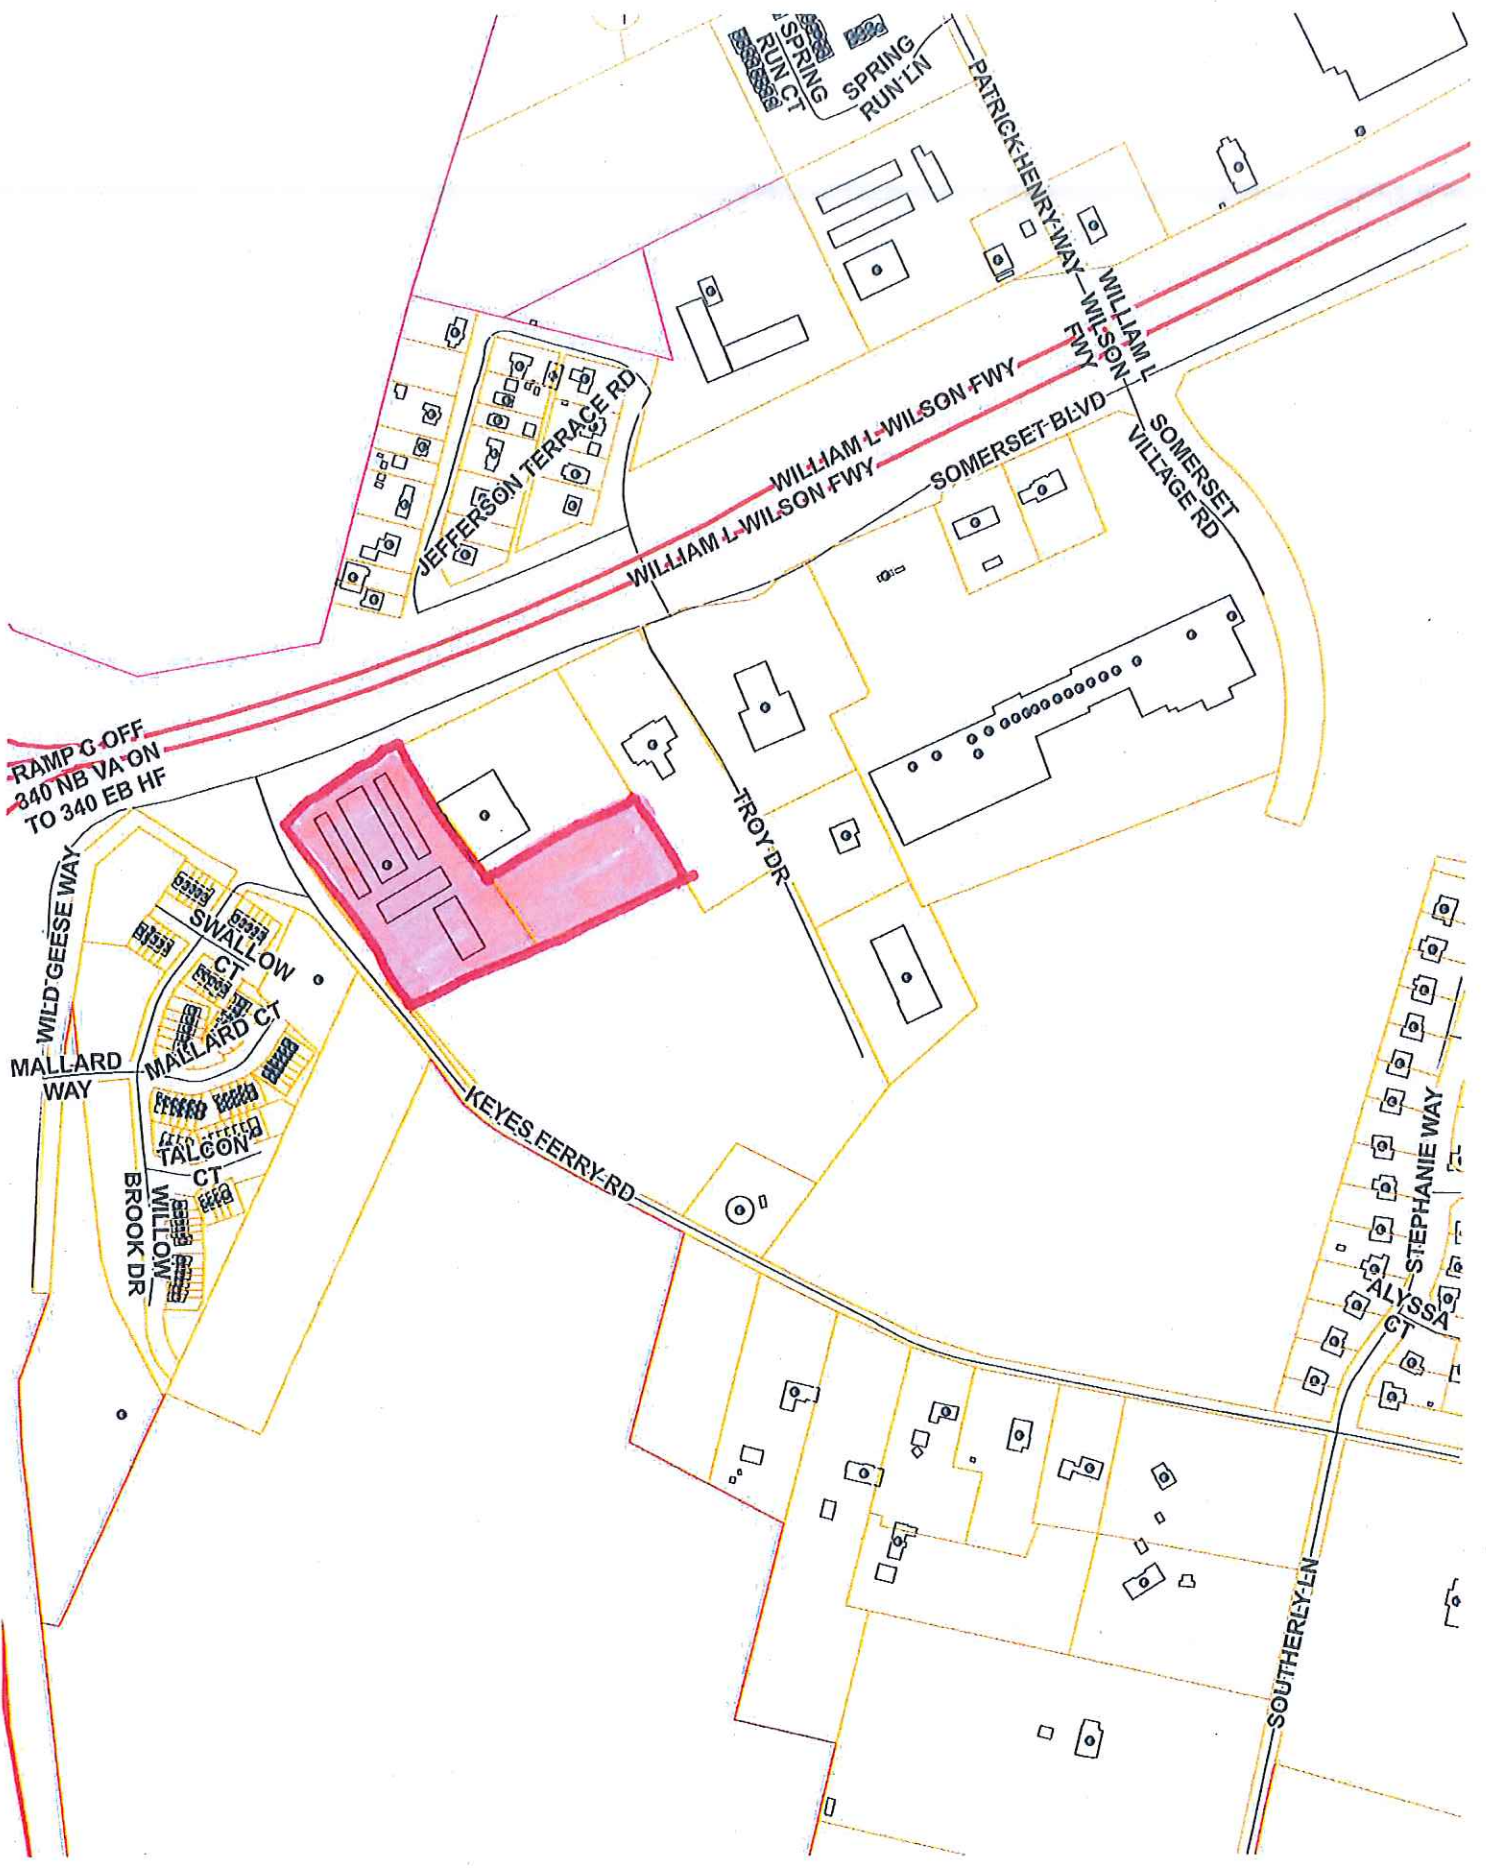 SPRING
RUN CT
SPRING
RUN LN
PATRICK HENRY WAY
WILLIAM L
WILSON
FWY
JEFFERSON TERRACE RD
WILLIAM L WILSON FWY
WILLIAM L WILSON FWY
SOMERSET BLVD
SOMERSET
VILLAGE RD
RAMP C OFF
340 NB VA ON
TO 340 EB HF
TROY DR
WILD GEESE WAY
SWALLOW
CT
MALLARD CT
MALLARD
WAY
TALCON
CT
WILLOW
BROOK DR
KEYES FERRY RD
STEPHANIE WAY
ALYSSA
CT
SOUTHERLY LN